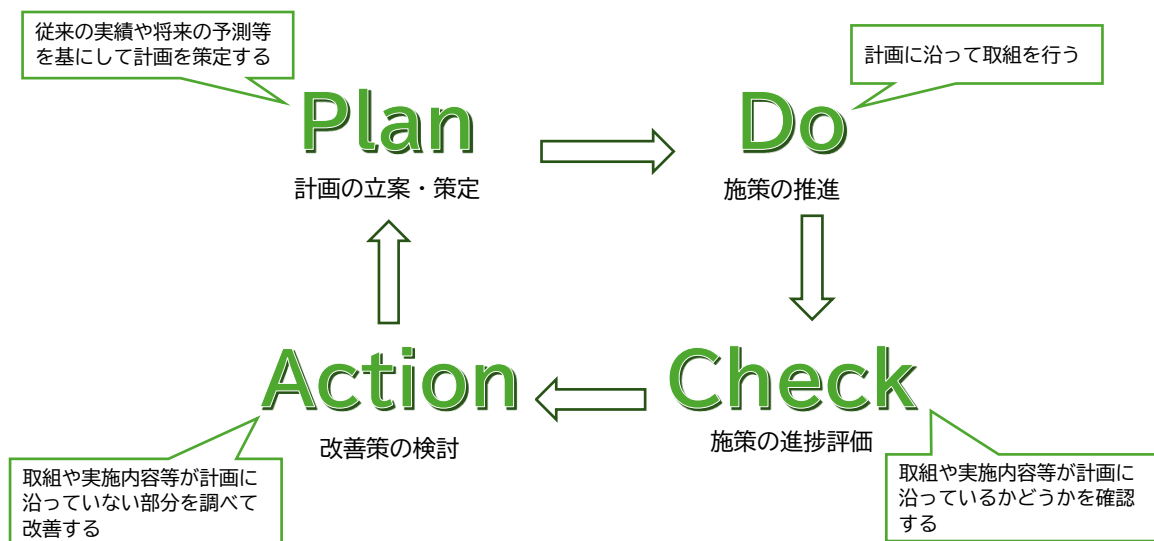 従来の実績や将来の予測等
を基にして計画を策定する
計画に沿って取組を行う
Plan
Do
計画の立案・策定
施策の推進
Action
Check
改善策の検討
施策の進捗評価
取組や実施内容等が計画に
沿っていない部分を調べて
改善する
取組や実施内容等が計画に
沿っているかどうかを確認
する